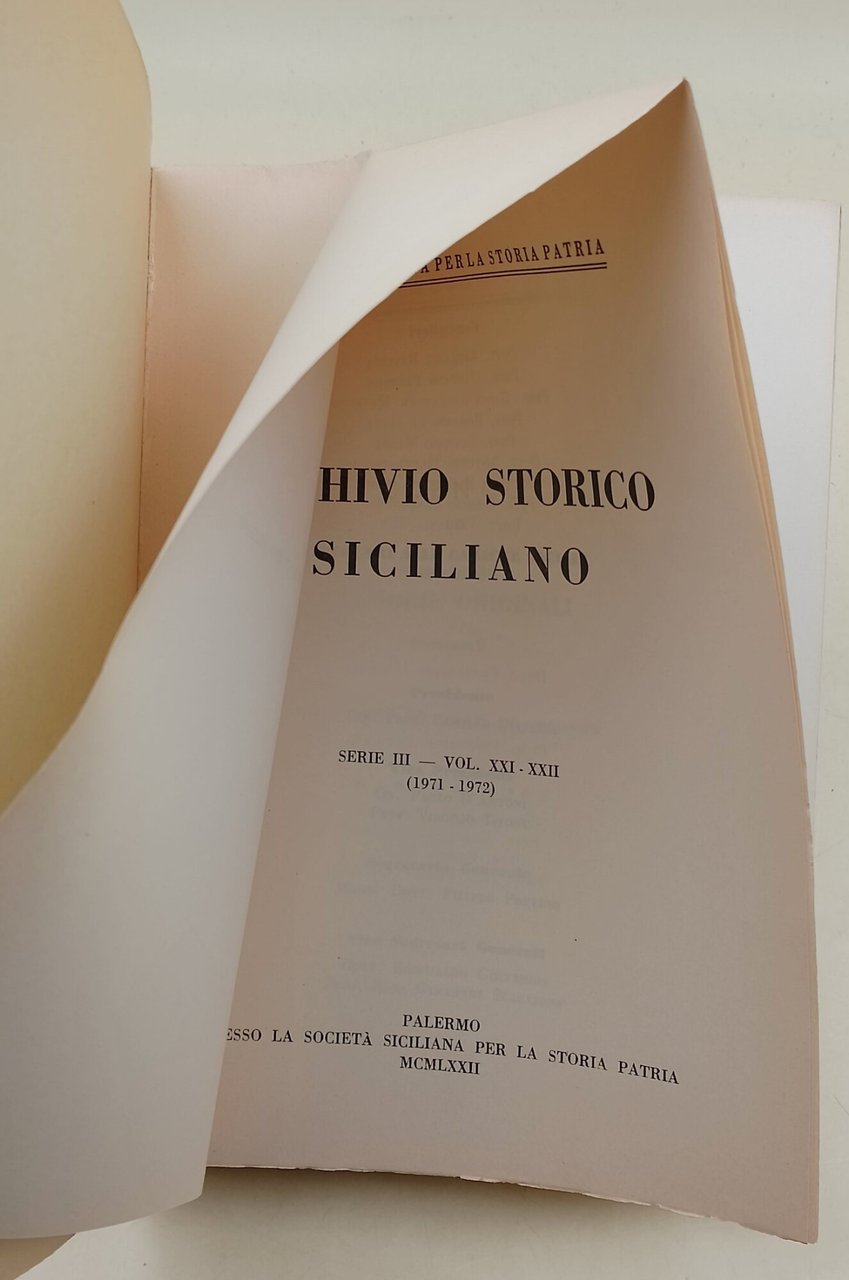 A PER LA STORIA PATRIA
HIVIO STORICO
SICILIANO
SERIE III — VOL. XXI - XXII
(1971 - 1972)
PALERMO
ESSO LA SOCIETÀ SICILIANA PER LA STORIA PATRIA
MCMLXXII